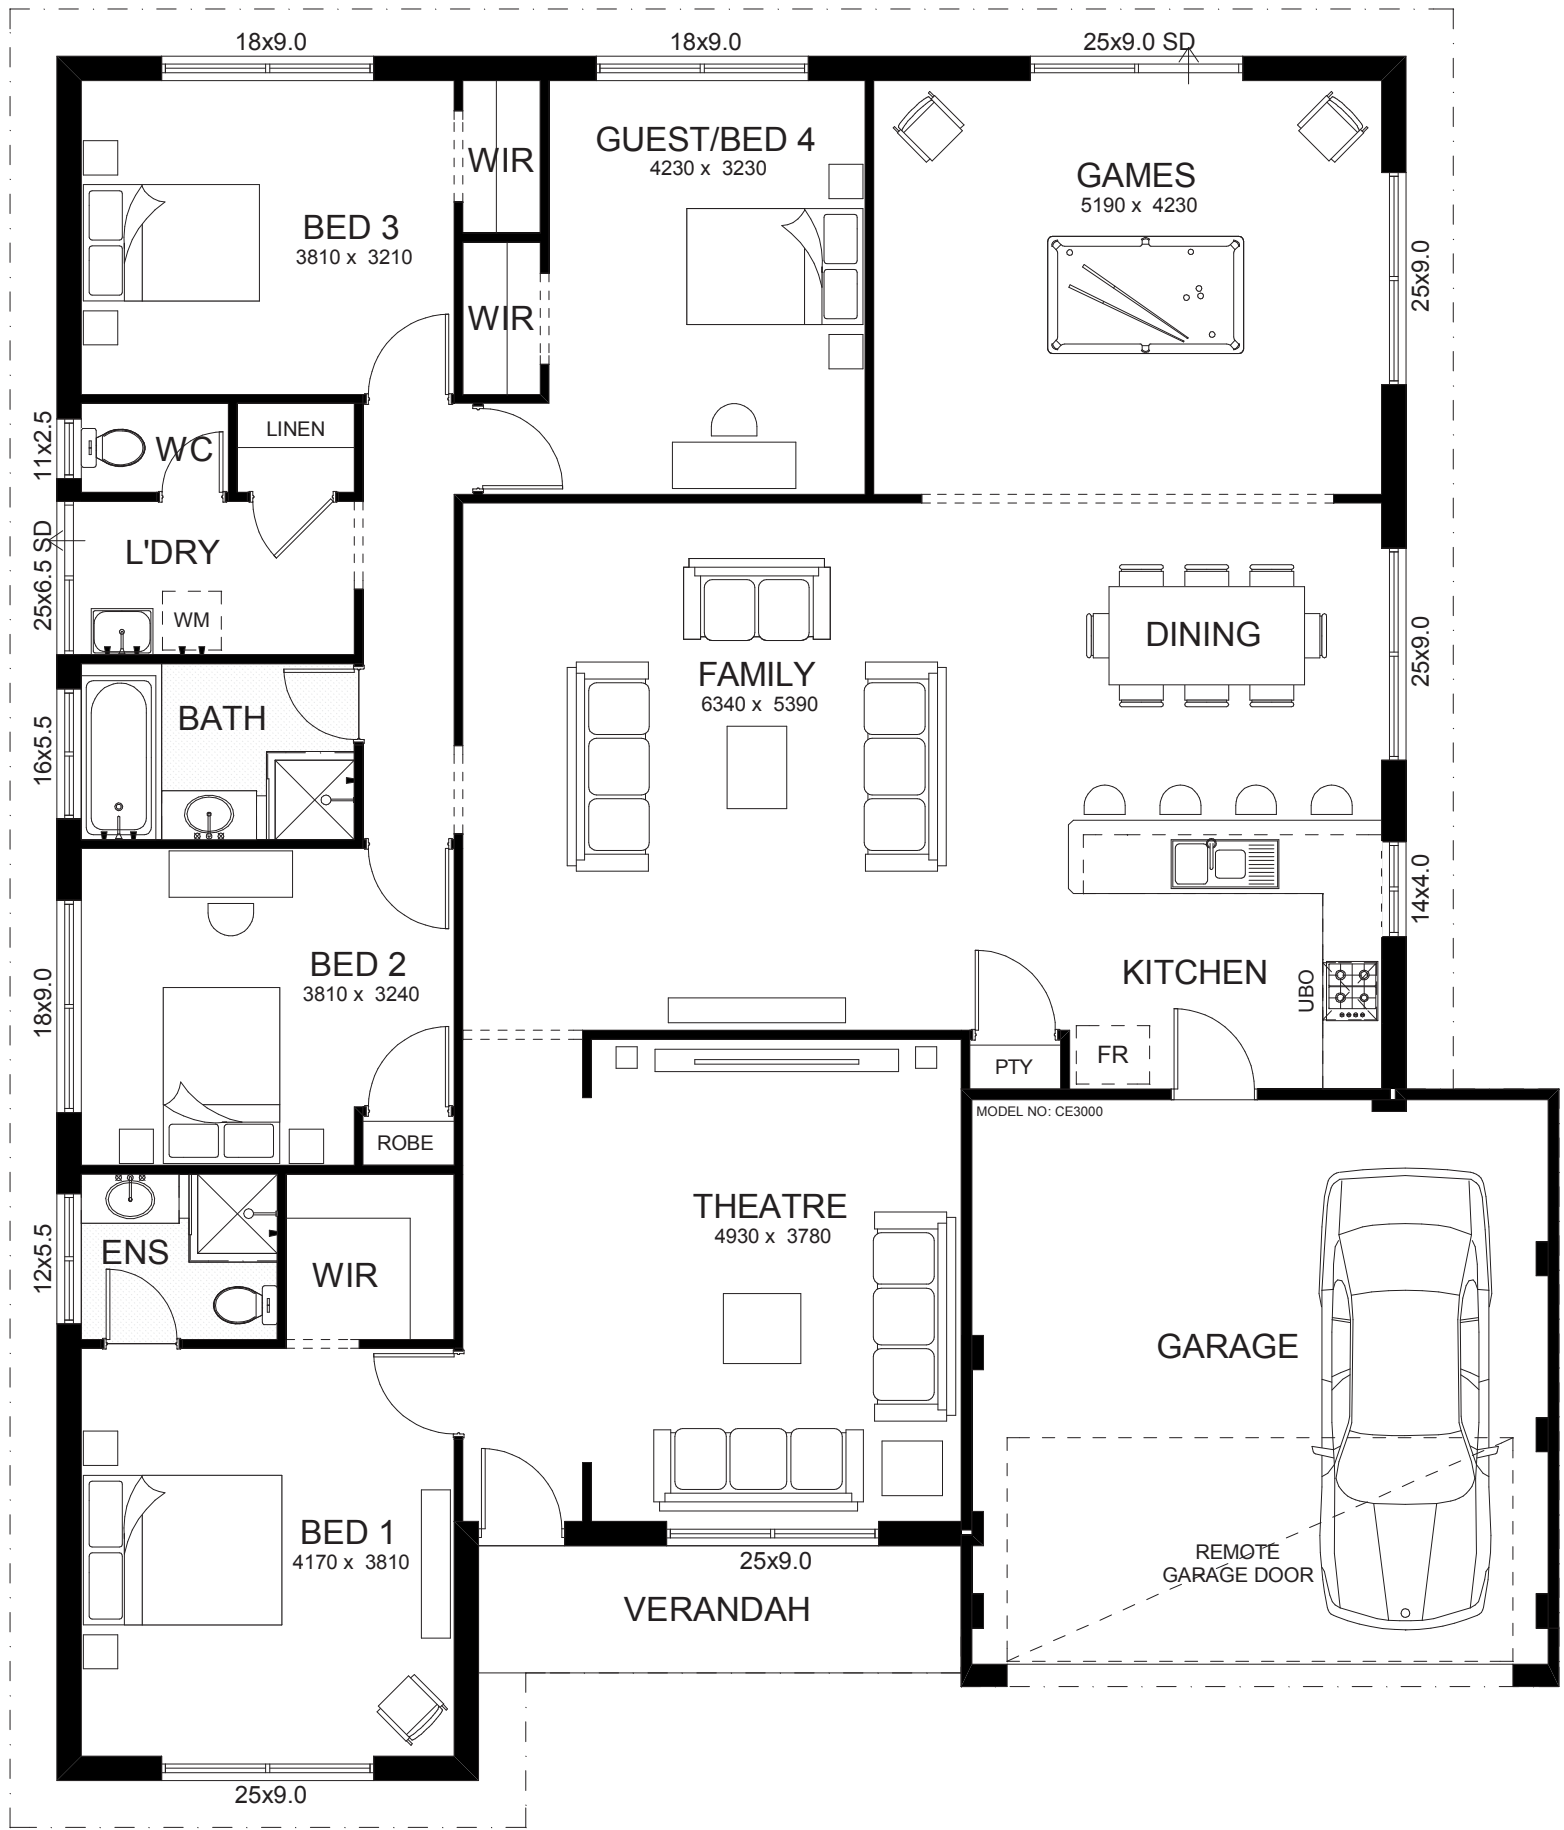 18x9.0
18x9.0
25x9.0 SD
BED 3
3810 x 3210
WIR
WIR
GUEST/BED 4
4230 x 3230
GAMES
5190 x 4230
25x9.0
11x2.5
WC
LINEN
25x6.5 SD
L'DRY
WM
16x5.5
BATH
FAMILY
6340 x 5390
DINING
25x9.0
14x4.0
18x9.0
BED 2
3810 x 3240
ROBE
KITCHEN
UBO
PTY
FR
MODEL NO: CE3000
12x5.5
ENS
WIR
THEATRE
4930 x 3780
GARAGE
BED 1
4170 x 3810
25x9.0
VERANDAH
REMOTE
GARAGE DOOR
25x9.0